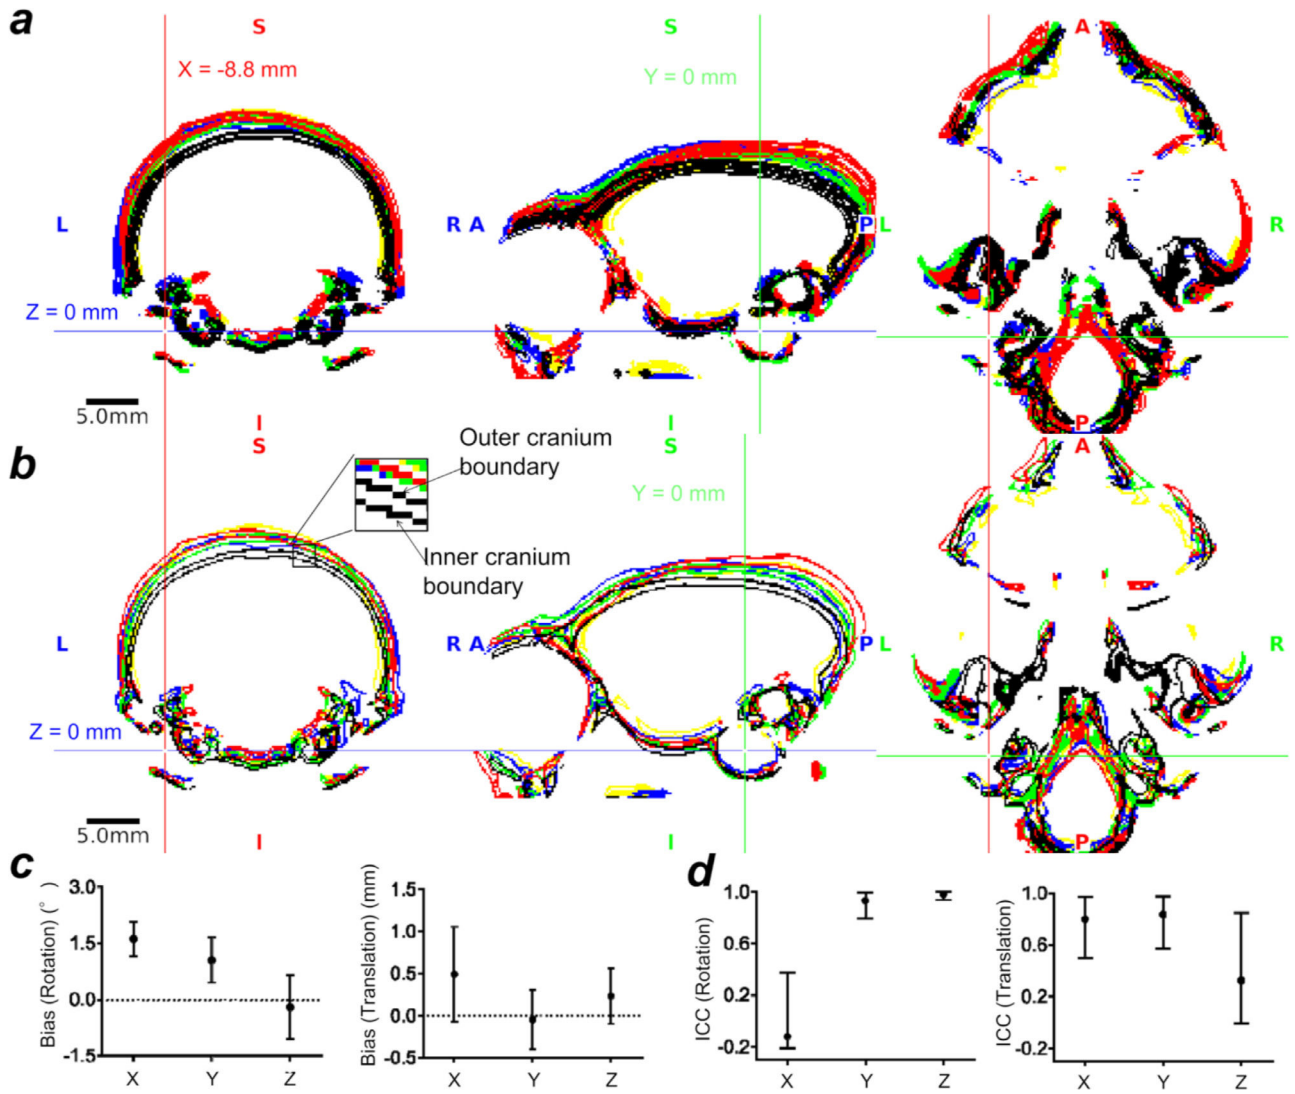 a
S
S
A
X = -8.8 mm
Y = 0 mm
L
R A
P L
R
Z = 0 mm
5.0mm
I
I
P
b
S
S
A
Outer cranium
boundary
Y = 0 mm
Inner cranium
boundary
L
R A
P L
R
Z = 0 mm
5.0mm
I
I
P
c
Bias (Rotation) (°)
3.0
1.5
0.0
-1.5
X
Y
Z
Bias (Translation) (mm)
1.5
1.0
0.5
0.0
-0.5
X
Y
Z
d
ICC (Rotation)
1.0
0.6
0.2
-0.2
X
Y
Z
ICC (Translation)
1.0
0.6
0.2
-0.2
X
Y
Z